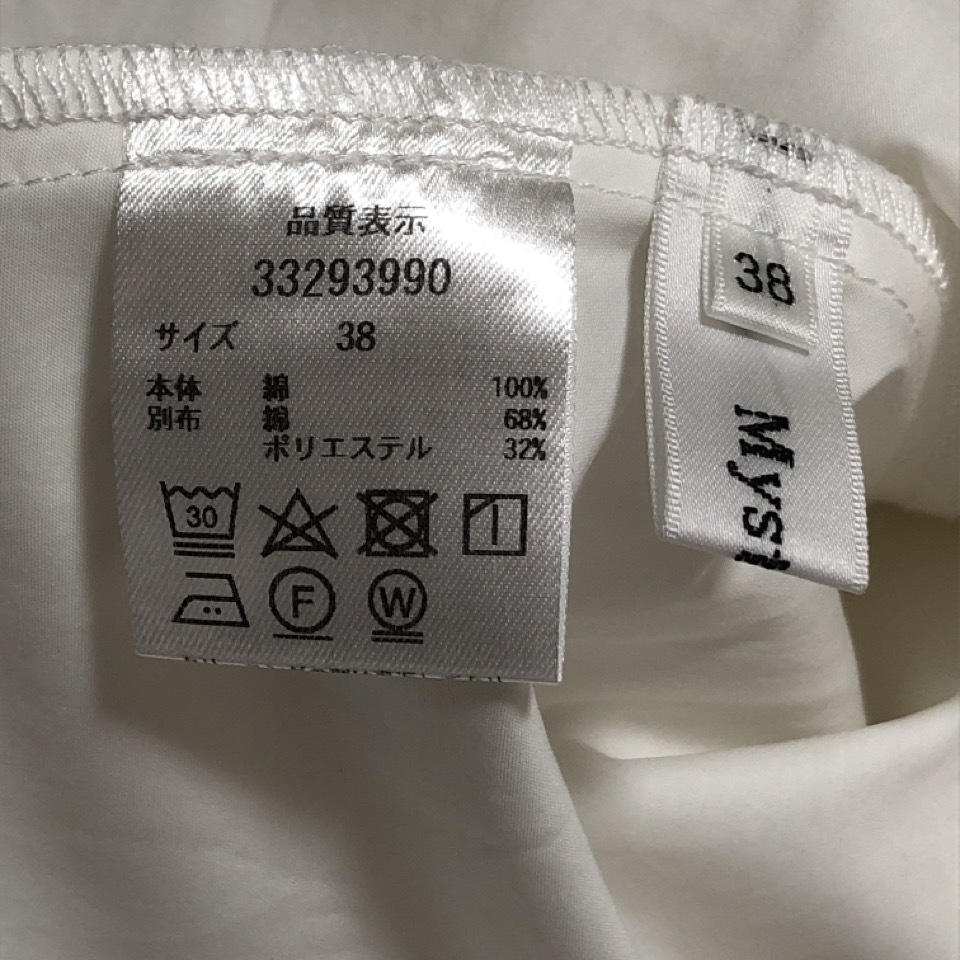 品質表示
33293990
サイズ 38
本体 綿 100%
別布 綿 68%
ポリエステル 32%
30
F
W
38